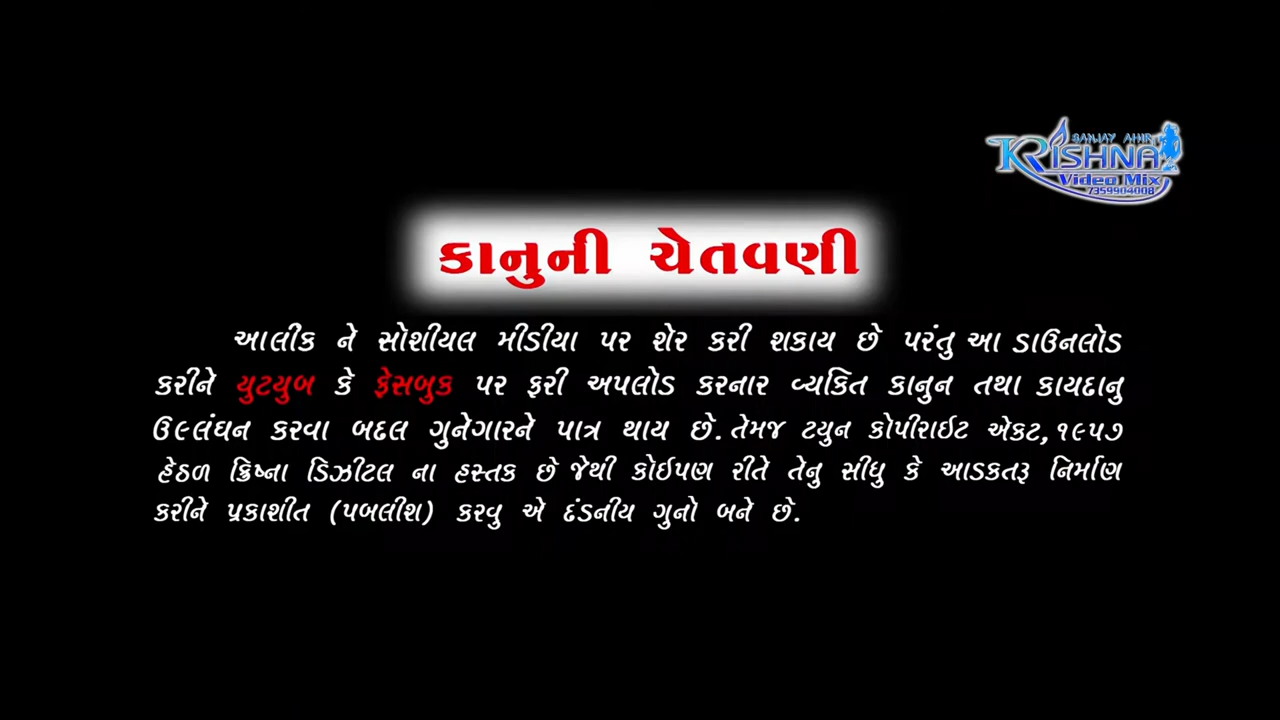 SANJAY AHIR
KRISHNA
Video Mix
7359904008
કાનુની ચેતવણી
આલીંક ને સોશીયલ મીડીયા પર શેર કરી શકાય છે પરંતુ આ ડાઉનલોડ
કરીને યુટયુબ કે ફેસબુક પર ફરી અપલોડ કરનાર વ્યકિત કાનુન તથા કાયદાનુ
ઉલ્લંઘન કરવા બદલ ગુનેગારને પાત્ર થાય છે. તેમજ ટયુન કોપીરાઈટ એકટ, ૧૯૫૭
હેઠળ ક્રિષ્ના ડિઝીટલ ના હસ્તક છે જેથી કોઈપણ રીતે તેનુ સીધુ કે આડકતરૂ નિર્માણ
કરીને પ્રકાશીત (પબલીશ) કરવુ એ દંડનીય ગુનો બને છે.